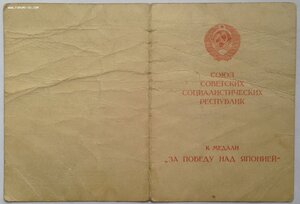 СОЮЗ
СОВЕТСКИХ
СОЦИАЛИСТИЧЕСКИХ
РЕСПУБЛИК
К МЕДАЛИ
„ЗА ПОБЕДУ НАД ЯПОНИЕЙ“